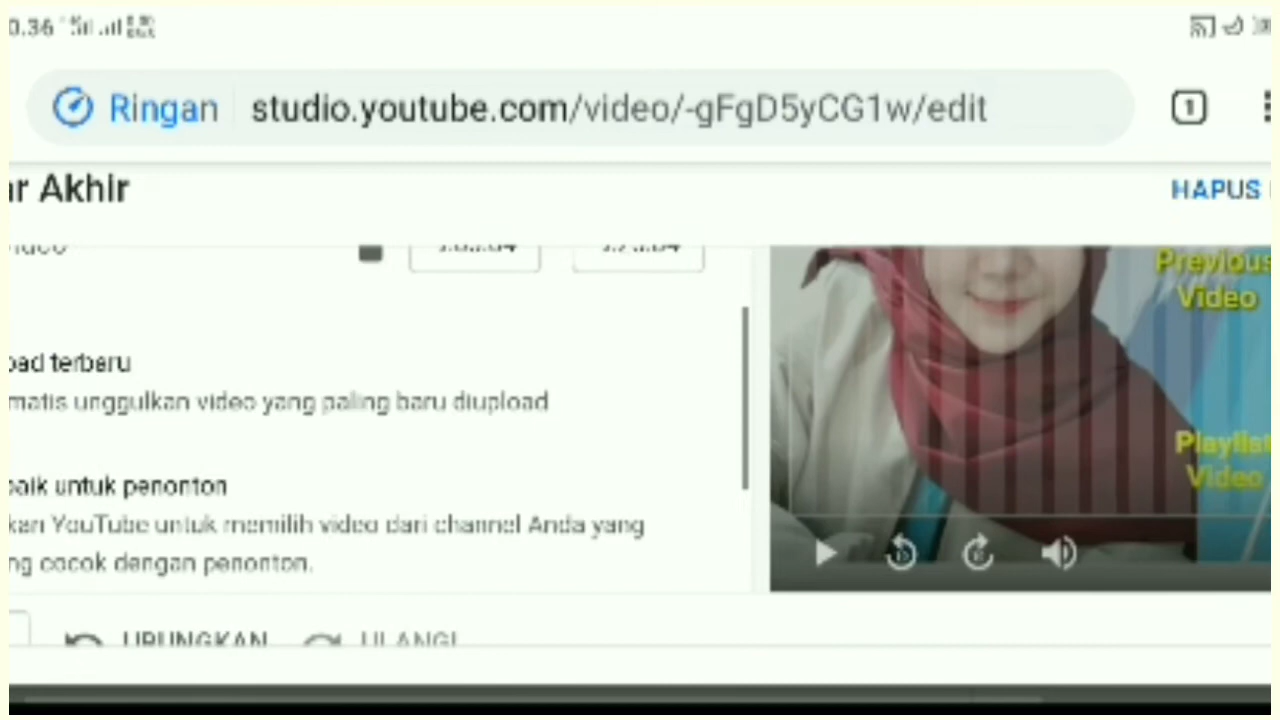 0.36
Ringan studio.youtube.com/video/-gFgD5yCG1w/edit 1
ar Akhir
HAPUS
Previous
Video
oad terbaru
matis unggulkan video yang paling baru diupload
Playlist
Video
baik untuk penonton
kan YouTube untuk memilih video dari channel Anda yang
ng cocok dengan penonton.
URUNGKAN ULANGI